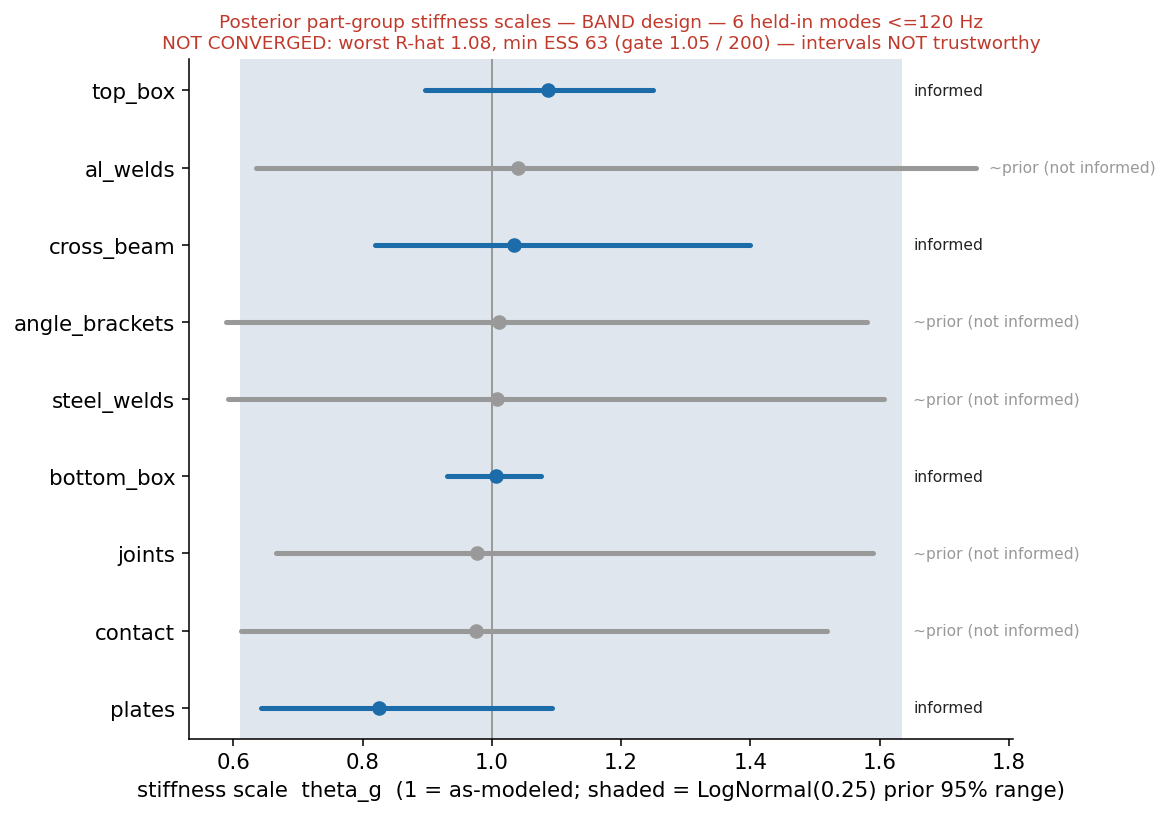 Posterior part-group stiffness scales — BAND design — 6 held-in modes <=120 Hz
NOT CONVERGED: worst R-hat 1.08, min ESS 63 (gate 1.05 / 200) — intervals NOT trustworthy
top_box informed
al_welds ~prior (not informed)
cross_beam informed
angle_brackets ~prior (not informed)
steel_welds ~prior (not informed)
bottom_box informed
joints ~prior (not informed)
contact ~prior (not informed)
plates informed
0.6 0.8 1.0 1.2 1.4 1.6 1.8
stiffness scale theta_g (1 = as-modeled; shaded = LogNormal(0.25) prior 95% range)